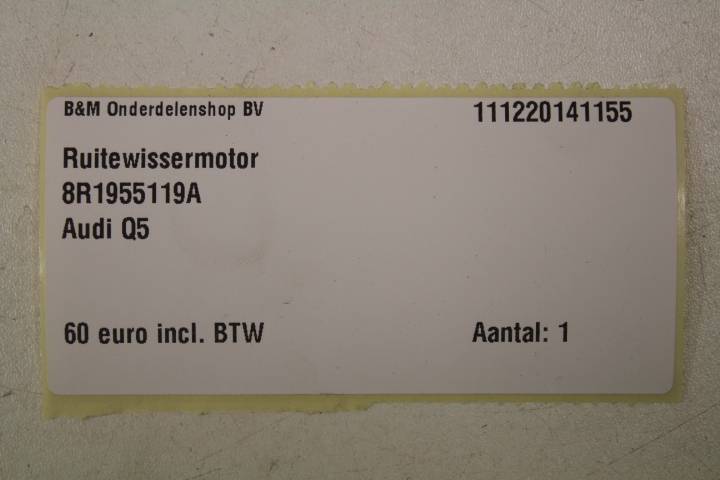 B&M Onderdelenshop BV 111220141155
Ruitewissermotor
8R1955119A
Audi Q5
60 euro incl. BTW Aantal: 1